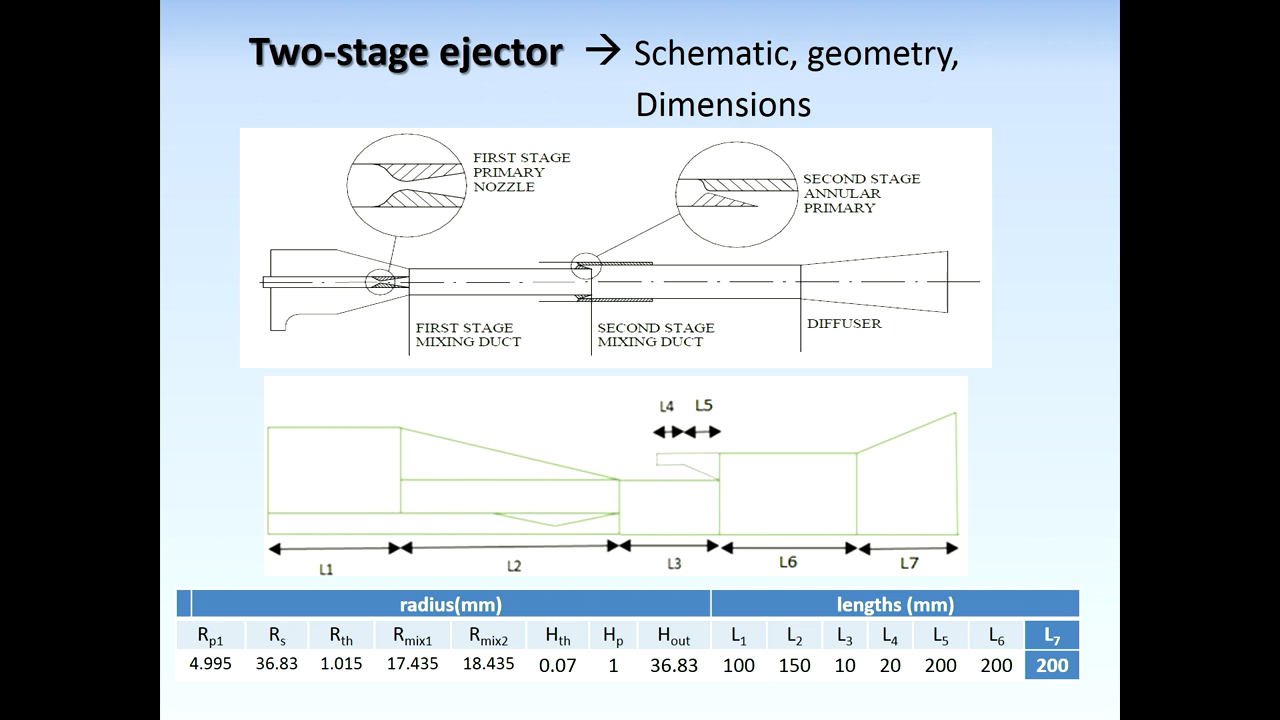 Two-stage ejector → Schematic, geometry,
Dimensions
FIRST STAGE
PRIMARY
NOZZLE
SECOND STAGE
ANNULAR
PRIMARY
FIRST STAGE
MIXING DUCT
SECOND STAGE
MIXING DUCT
DIFFUSER
L4 L5
L1 L2 L3 L6 L7
radius(mm) lengths (mm)
Rp1 Rs Rth Rmix1 Rmix2 Hth Hp Hout L1 L2 L3 L4 L5 L6 L7
4.995 36.83 1.015 17.435 18.435 0.07 1 36.83 100 150 10 20 200 200 200